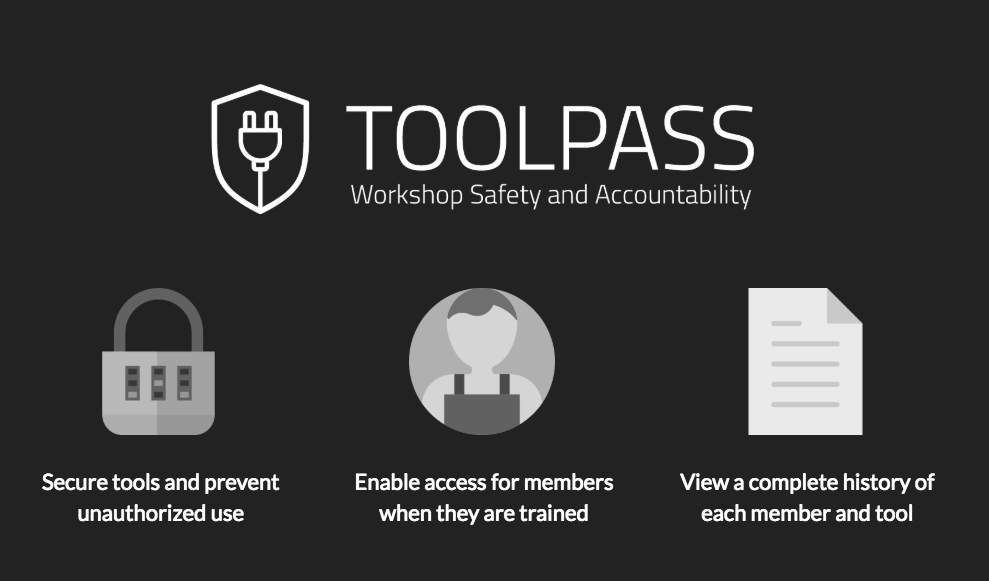 TOOLPASS
Workshop Safety and Accountability
Secure tools and prevent
unauthorized use
Enable access for members
when they are trained
View a complete history of
each member and tool